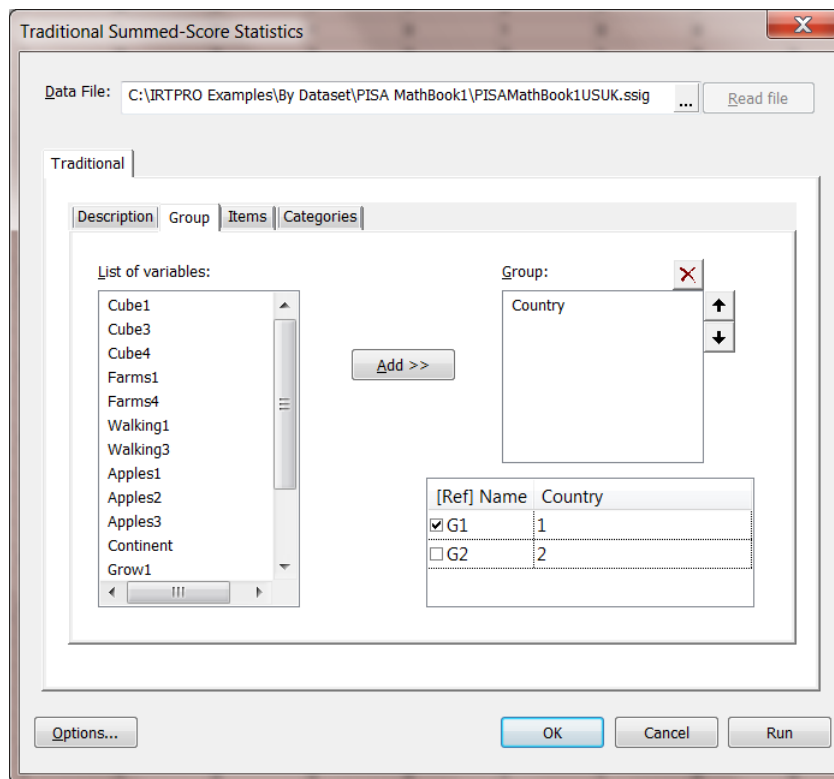 Traditional Summed-Score Statistics
Data File: C:\IRTPRO Examples\By Dataset\PISA MathBook1\PISAMathBook1USUK.ssig ... Read file
Traditional
Description Group Items Categories
List of variables: Group:
Cube1 Country
Cube3
Cube4
Add >>
Farms1
Farms4
Walking1
Walking3
Apples1
Apples2
Apples3
Continent
Grow1
[Ref] Name Country
G1 1
G2 2
Options... OK Cancel Run